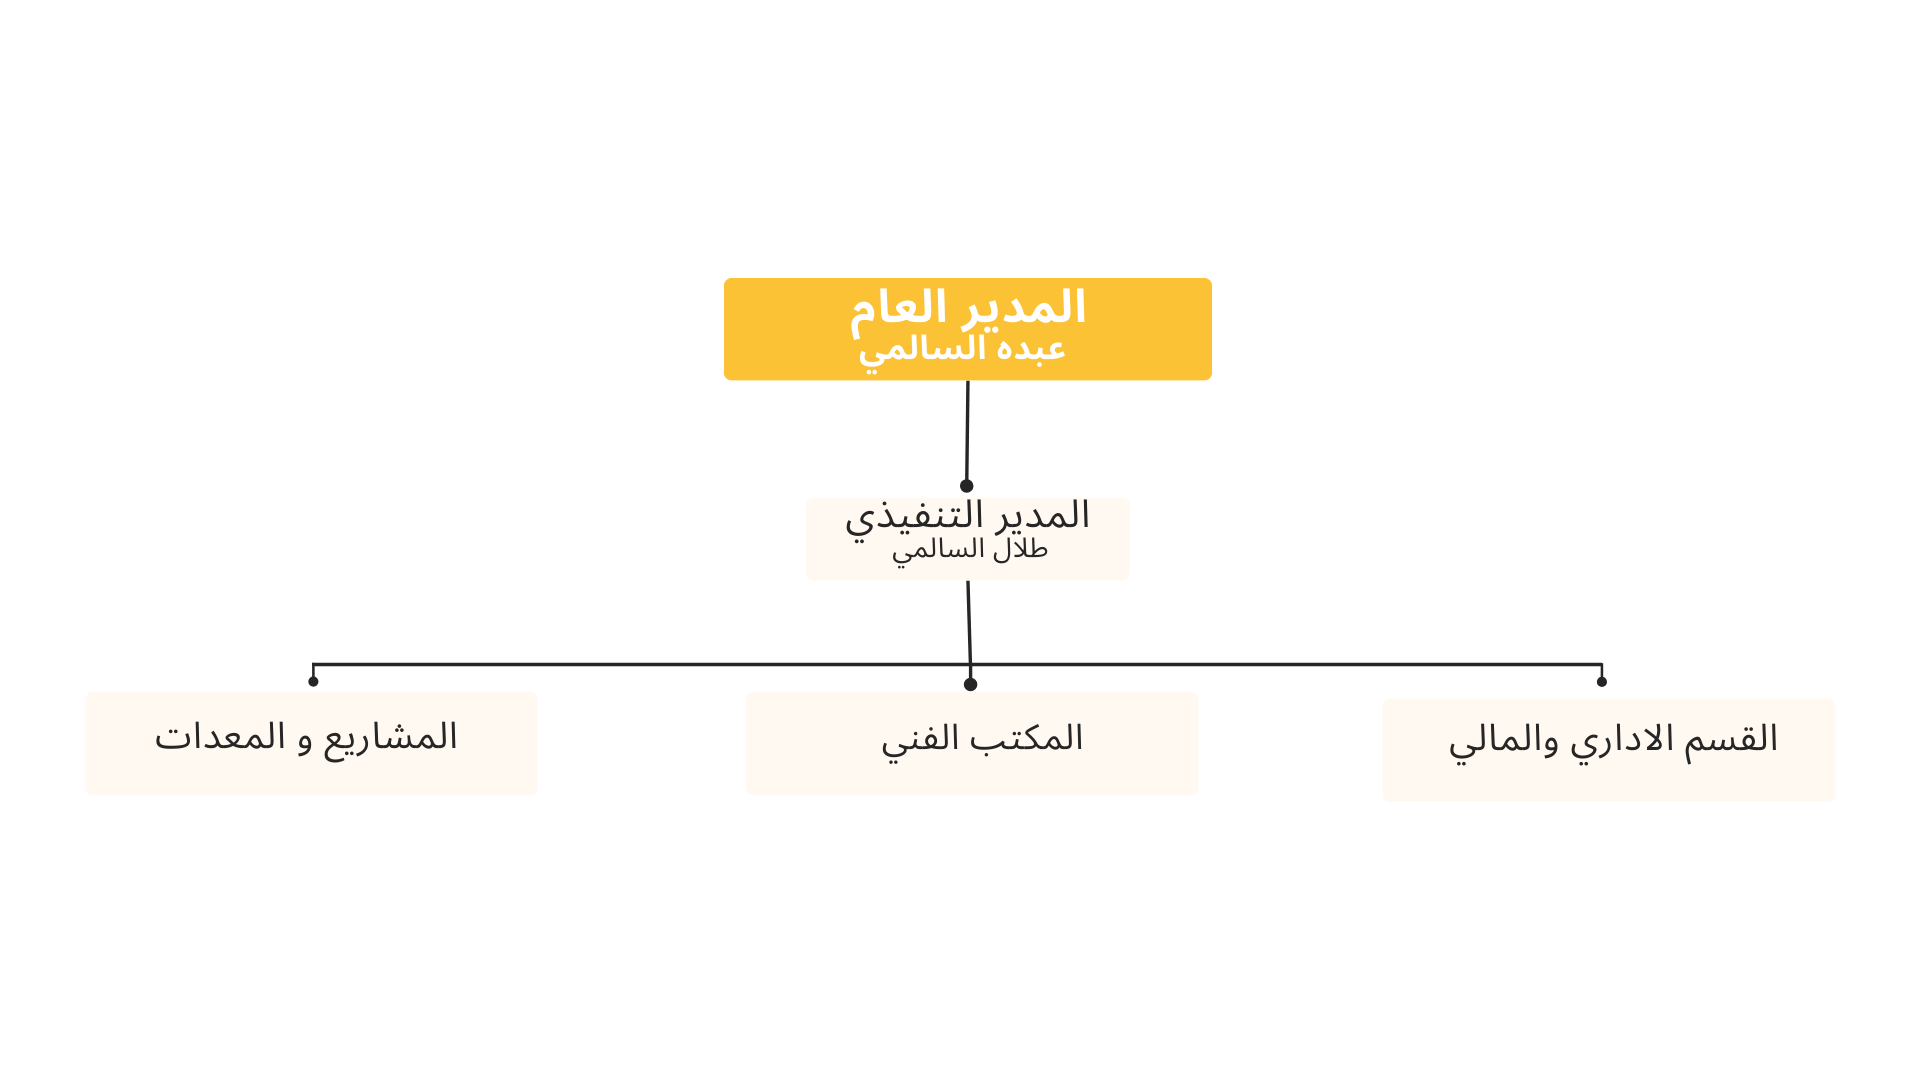 المدير العام
عبده السالمي
المدير التنفيذي
طلال السالمي
القسم الاداري والمالي
المكتب الفني
المشاريع و المعدات